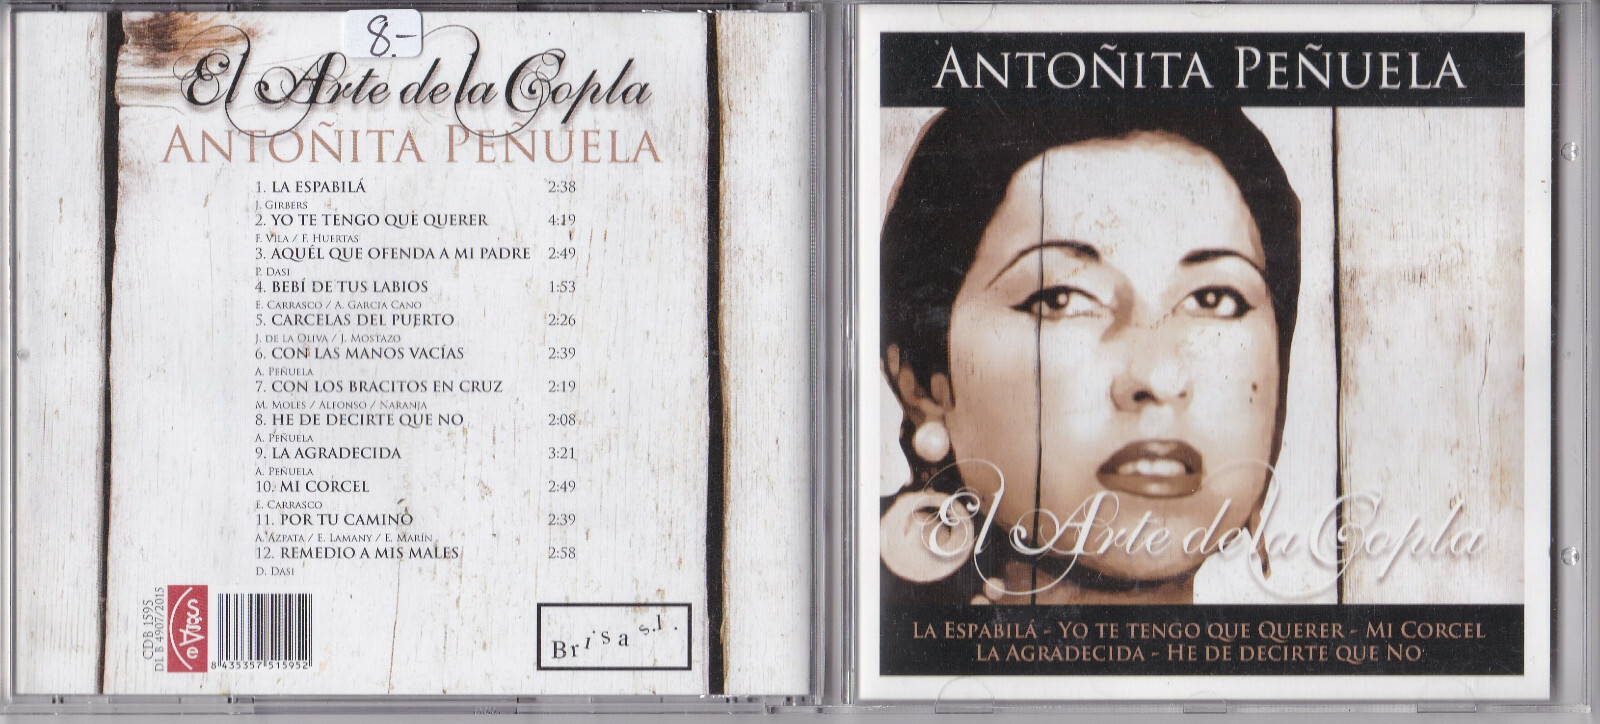 8.-
El Arte de la Copla
ANTOÑITA PEÑUELA
1. LA ESPABILÁ 2:38
J. GIRBERS
2. YO TE TENGO QUE QUERER 4:19
F. VILA / F. HUERTAS
3. AQUÉL QUE OFENDA A MI PADRE 2:49
P. DASI
4. BEBÍ DE TUS LABIOS 1:53
E. CARRASCO / A. GARCIA CANO
5. CARCELAS DEL PUERTO 2:26
J. DE LA OLIVA / J. MOSTAZO
6. CON LAS MANOS VACÍAS 2:39
A. PEÑUELA
7. CON LOS BRACITOS EN CRUZ 2:19
M. MOLES / ALFONSO / NARANJA
8. HE DE DECIRTE QUE NO 2:08
A. PEÑUELA
9. LA AGRADECIDA 3:21
A. PEÑUELA
10. MI CORCEL 2:49
E. CARRASCO
11. POR TU CAMINO 2:39
A. AZPATA / E. LAMANY / E. MARÍN
12. REMEDIO A MIS MALES 2:58
D. DASI
CDB 1595
DL B 4907/2015
8 435357 515952
Brisa s.l.
ANTOÑITA PEÑUELA
El Arte de la Copla
LA ESPABILÁ - YO TE TENGO QUE QUERER - MI CORCEL
LA AGRADECIDA - HE DE DECIRTE QUE NO